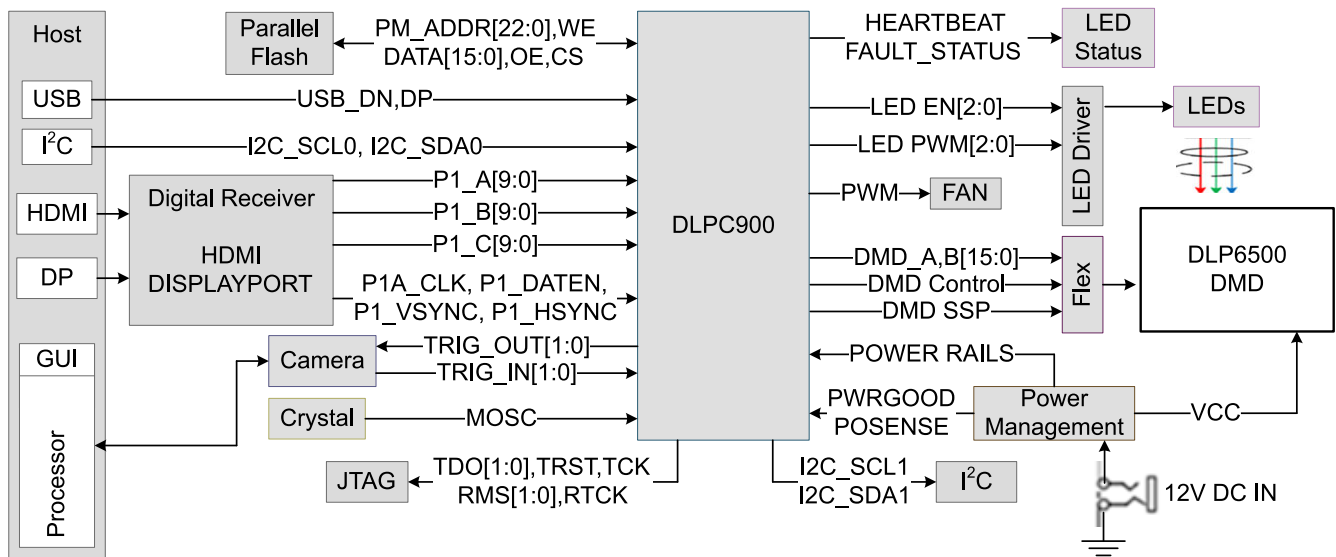 Host
USB
I²C
HDMI
DP
GUI
Processor
Parallel
Flash
PM_ADDR[22:0],WE
DATA[15:0],OE,CS
USB_DN,DP
I2C_SCL0, I2C_SDA0
Digital Receiver
HDMI
DISPLAYPORT
P1_A[9:0]
P1_B[9:0]
P1_C[9:0]
P1A_CLK, P1_DATEN,
P1_VSYNC, P1_HSYNC
Camera
TRIG_OUT[1:0]
TRIG_IN[1:0]
Crystal
MOSC
JTAG
TDO[1:0],TRST,TCK
RMS[1:0],RTCK
DLPC900
HEARTBEAT
FAULT_STATUS
LED
Status
LED EN[2:0]
LED PWM[2:0]
LED Driver
LEDs
PWM
FAN
DMD_A,B[15:0]
DMD Control
DMD SSP
Flex
DLP6500
DMD
POWER RAILS
PWRGOOD
POSENSE
Power
Management
VCC
I2C_SCL1
I2C_SDA1
I²C
12V DC IN